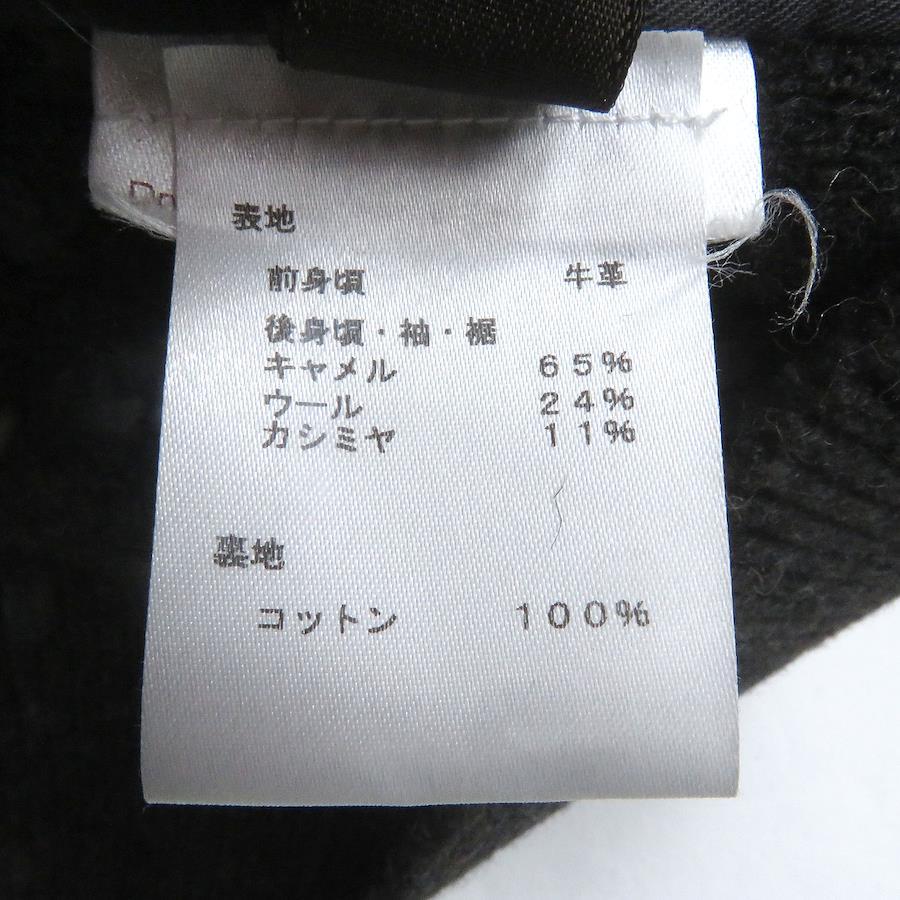 表地
前身頃 牛革
後身頃・袖・裾
キャメル 65%
ウール 24%
カシミヤ 11%
裏地
コットン 100%